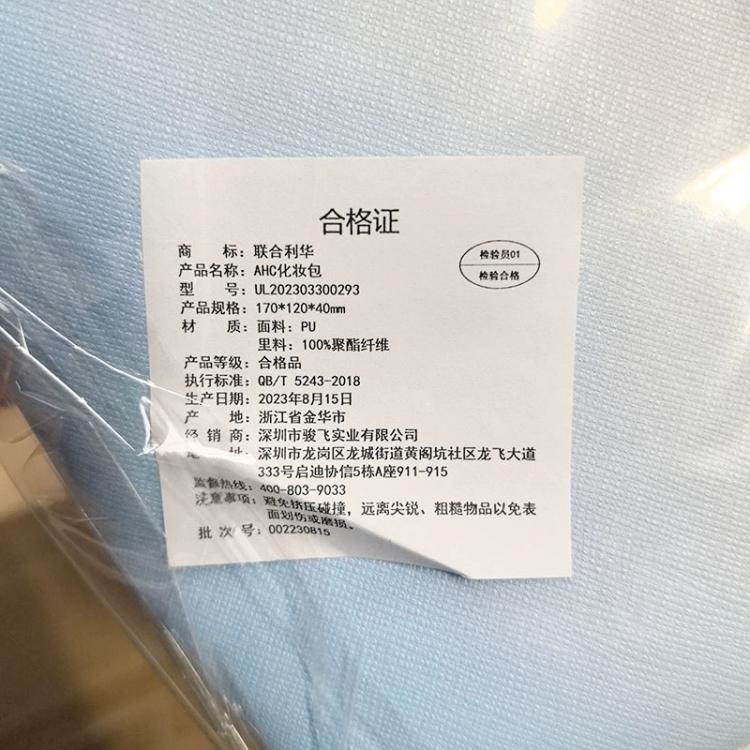 合格证
商 标：联合利华
检验员01
检验合格
产品名称：AHC化妆包
型 号：UL202303300293
产品规格：170*120*40mm
材 质：面料：PU
里料：100%聚酯纤维
产品等级：合格品
执行标准：QB/T 5243-2018
生产日期：2023年8月15日
产 地：浙江省金华市
经 销 商：深圳市骏飞实业有限公司
地 址：深圳市龙岗区龙城街道黄阁坑社区龙飞大道
333号启迪协信5栋A座911-915
监督热线：400-803-9033
注意事项：避免挤压碰撞，远离尖锐、粗糙物品以免表
面划伤或磨损。
批 次 号：002230815